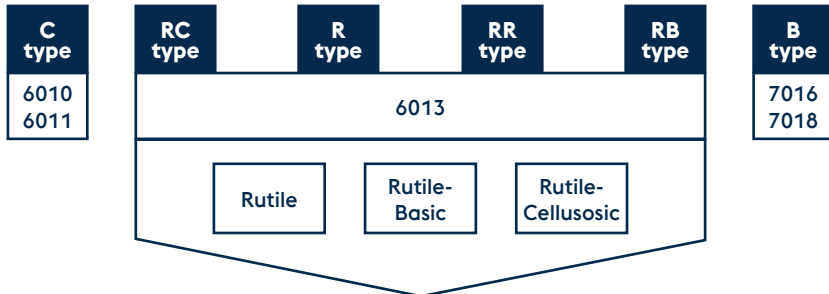 C
type
RC
type
R
type
RR
type
RB
type
B
type
6010
6011
6013
7016
7018
Rutile
Rutile-
Basic
Rutile-
Cellusosic